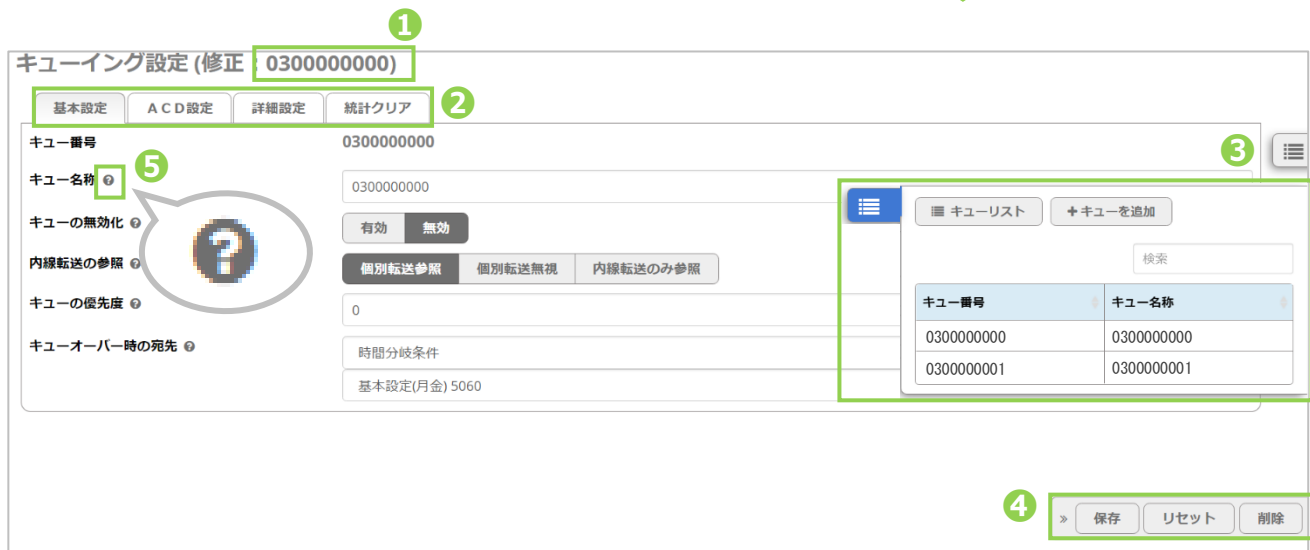 1
キューイング設定 (修正：0300000000)
基本設定 ＡＣＤ設定 詳細設定 統計クリア 2
キュー番号 0300000000
3
キュー名称 ? 5 0300000000
キューリスト +キューを追加
キューの無効化 ? 有効 無効
?
検索
内線転送の参照 ? 個別転送参照 個別転送無視 内線転送のみ参照
キュー番号 キュー名称
キューの優先度 ? 0
0300000000 0300000000
キューオーバー時の宛先 ? 時間分岐条件
0300000001 0300000001
基本設定(月金) 5060
4
» 保存 リセット 削除